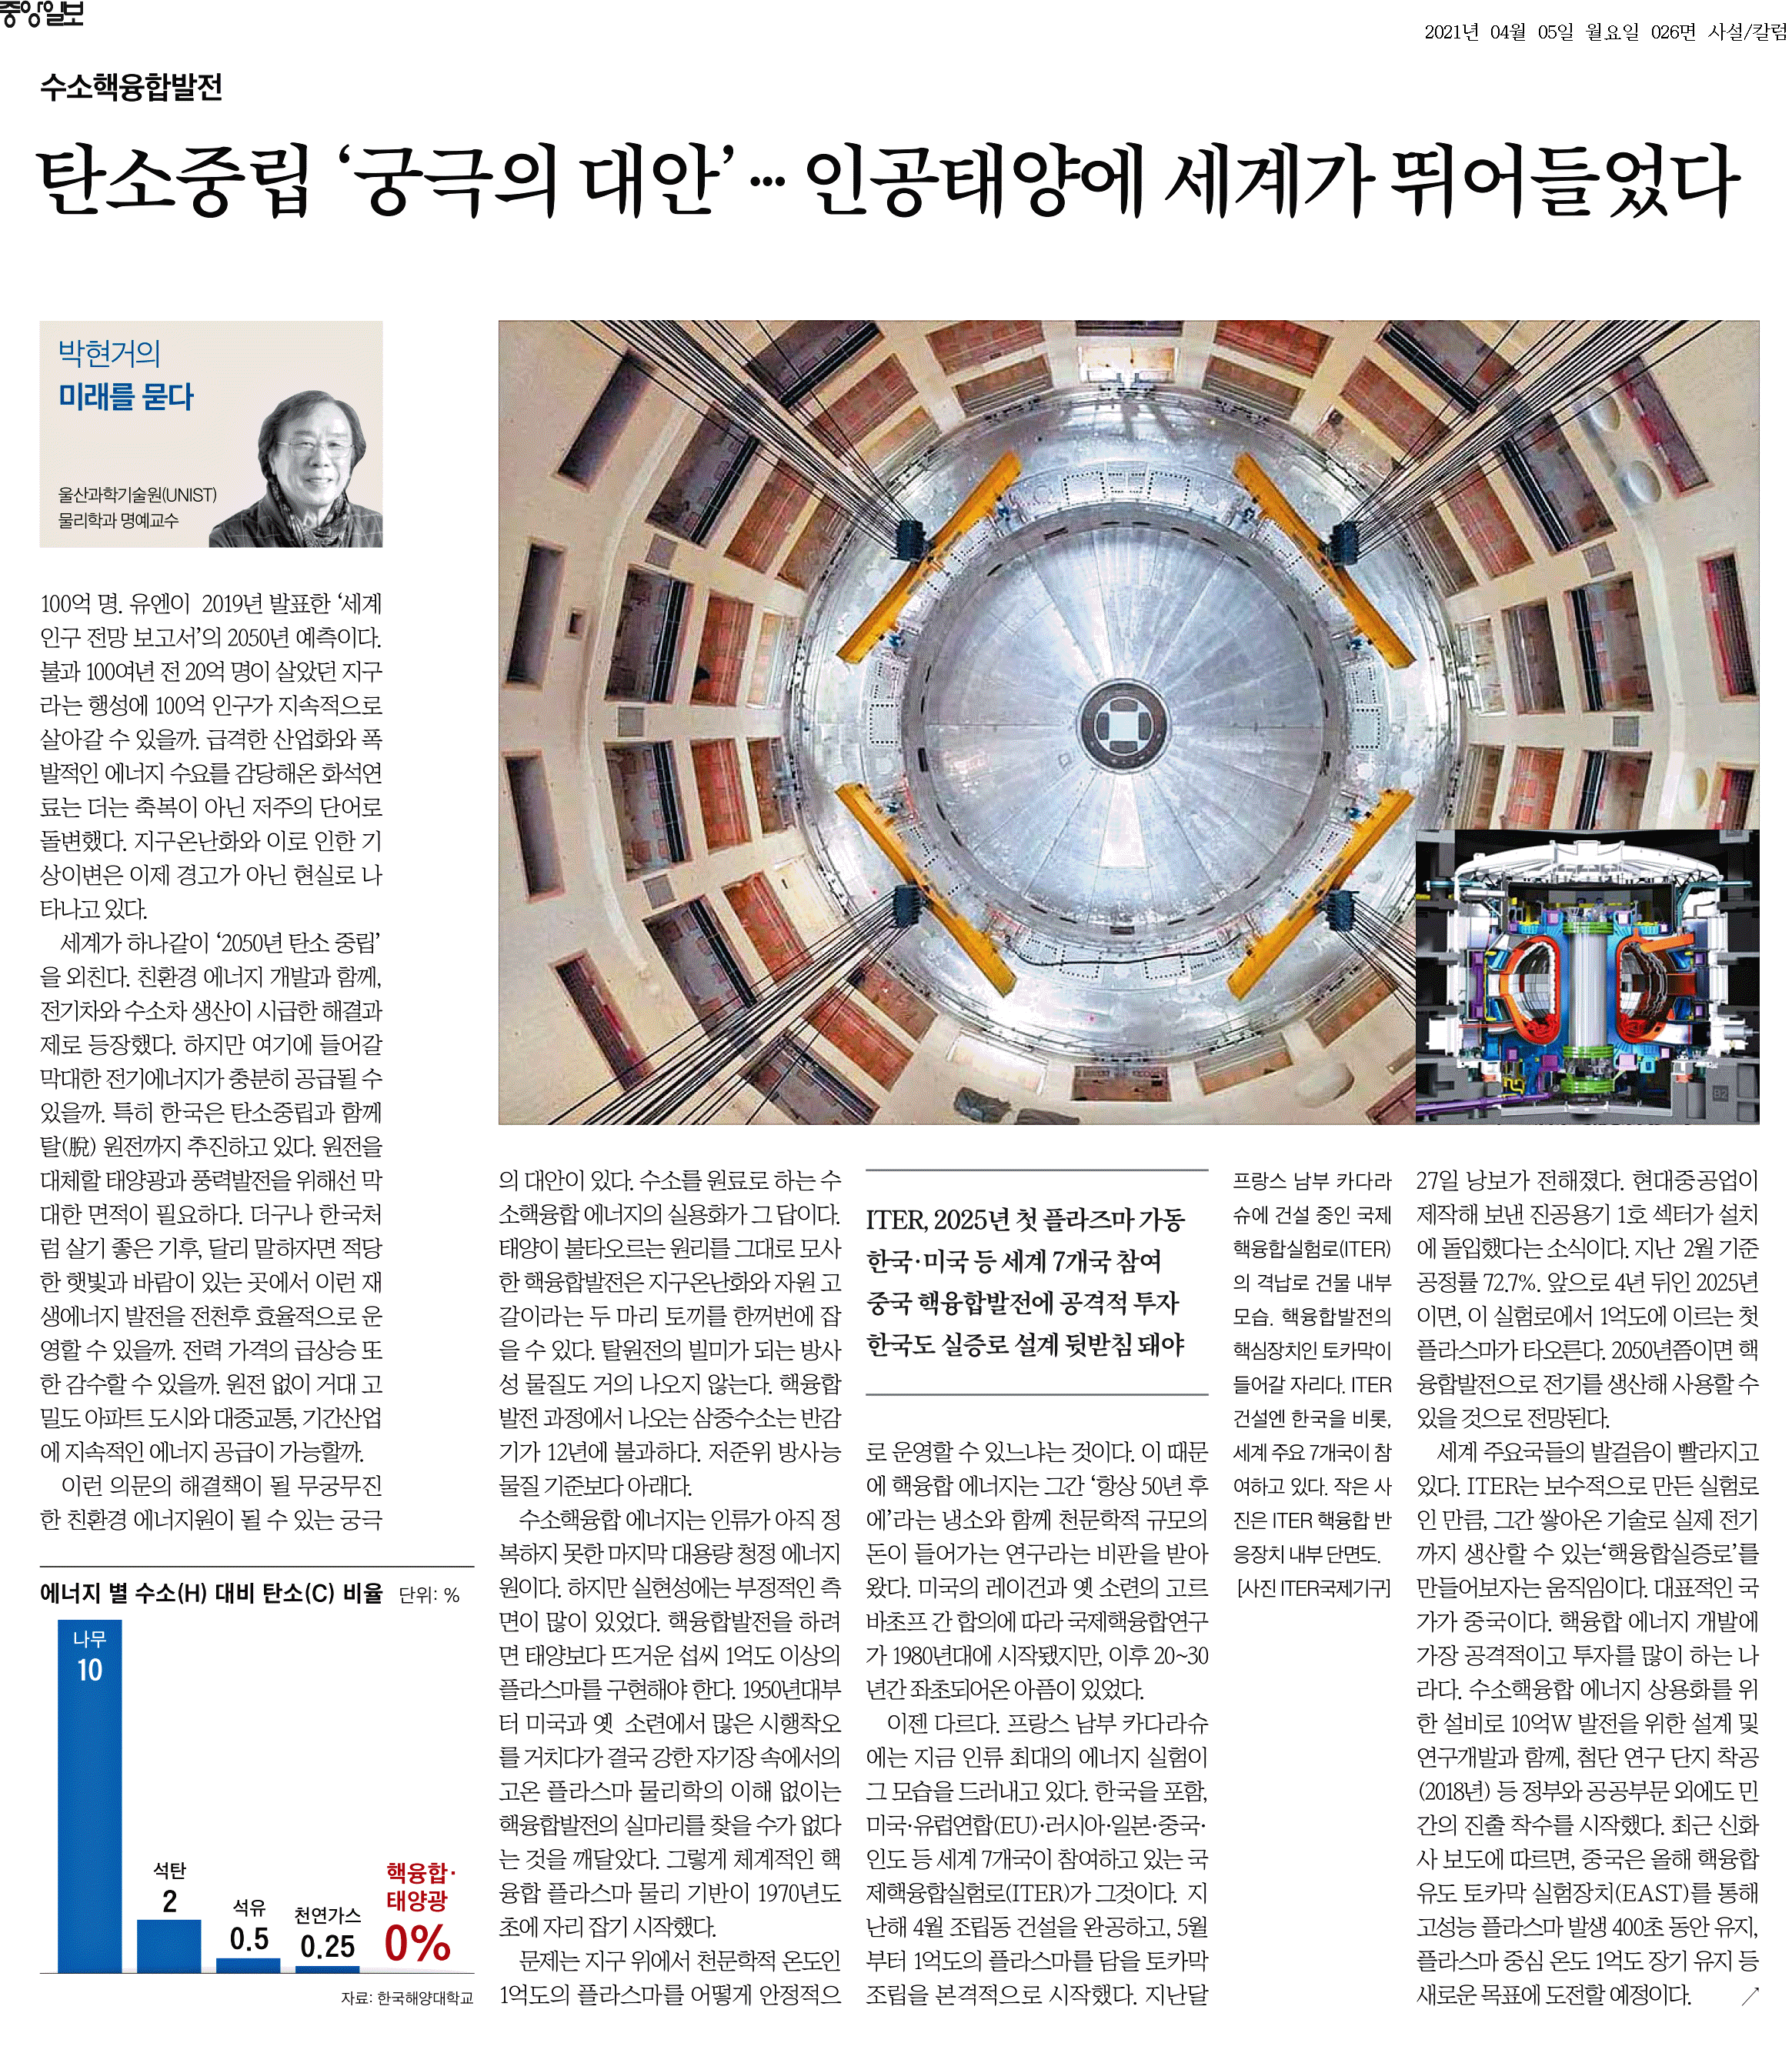 중앙일보
2021년 04월 05일 월요일 026면 사설/칼럼
수소핵융합발전
탄소중립 ‘궁극의 대안’… 인공태양에 세계가 뛰어들었다
박현거의
미래를 묻다
울산과학기술원(UNIST)
물리학과 명예교수
100억 명. 유엔이 2019년 발표한 ‘세계
인구 전망 보고서’의 2050년 예측이다.
불과 100여년 전 20억 명이 살았던 지구
라는 행성에 100억 인구가 지속적으로
살아갈 수 있을까. 급격한 산업화와 폭
발적인 에너지 수요를 감당해온 화석연
료는 더는 축복이 아닌 저주의 단어로
돌변했다. 지구온난화와 이로 인한 기
상이변은 이제 경고가 아닌 현실로 나
타나고 있다.
세계가 하나같이 ‘2050년 탄소 중립’
을 외친다. 친환경 에너지 개발과 함께,
전기차와 수소차 생산이 시급한 해결과
제로 등장했다. 하지만 여기에 들어갈
막대한 전기에너지가 충분히 공급될 수
있을까. 특히 한국은 탄소중립과 함께
탈(脫) 원전까지 추진하고 있다. 원전을
대체할 태양광과 풍력발전을 위해선 막
대한 면적이 필요하다. 더구나 한국처
럼 살기 좋은 기후, 달리 말하자면 적당
한 햇빛과 바람이 있는 곳에서 이런 재
생에너지 발전을 전천후 효율적으로 운
영할 수 있을까. 전력 가격의 급상승 또
한 감수할 수 있을까. 원전 없이 거대 고
밀도 아파트 도시와 대중교통, 기간산업
에 지속적인 에너지 공급이 가능할까.
이런 의문의 해결책이 될 무궁무진
한 친환경 에너지원이 될 수 있는 궁극
에너지 별 수소(H) 대비 탄소(C) 비율 단위: %
나무
10
석탄
2
석유
0.5
천연가스
0.25
핵융합·
태양광
0%
자료: 한국해양대학교
의 대안이 있다. 수소를 원료로 하는 수
소핵융합 에너지의 실용화가 그 답이다.
태양이 불타오르는 원리를 그대로 모사
한 핵융합발전은 지구온난화와 자원 고
갈이라는 두 마리 토끼를 한꺼번에 잡
을 수 있다. 탈원전의 빌미가 되는 방사
성 물질도 거의 나오지 않는다. 핵융합
발전 과정에서 나오는 삼중수소는 반감
기가 12년에 불과하다. 저준위 방사능
물질 기준보다 아래다.
수소핵융합 에너지는 인류가 아직 정
복하지 못한 마지막 대용량 청정 에너지
원이다. 하지만 실현성에는 부정적인 측
면이 많이 있었다. 핵융합발전을 하려
면 태양보다 뜨거운 섭씨 1억도 이상의
플라스마를 구현해야 한다. 1950년대부
터 미국과 옛 소련에서 많은 시행착오
를 거치다가 결국 강한 자기장 속에서의
고온 플라스마 물리학의 이해 없이는
핵융합발전의 실마리를 찾을 수가 없다
는 것을 깨달았다. 그렇게 체계적인 핵
융합 플라스마 물리 기반이 1970년도
초에 자리 잡기 시작했다.
문제는 지구 위에서 천문학적 온도인
1억도의 플라스마를 어떻게 안정적으
ITER, 2025년 첫 플라즈마 가동
한국·미국 등 세계 7개국 참여
중국 핵융합발전에 공격적 투자
한국도 실증로 설계 뒷받침 돼야
로 운영할 수 있느냐는 것이다. 이 때문
에 핵융합 에너지는 그간 ‘항상 50년 후
에’라는 냉소와 함께 천문학적 규모의
돈이 들어가는 연구라는 비판을 받아
왔다. 미국의 레이건과 옛 소련의 고르
바초프 간 합의에 따라 국제핵융합연구
가 1980년대에 시작됐지만, 이후 20~30
년간 좌초되어온 아픔이 있었다.
이젠 다르다. 프랑스 남부 카다라슈
에는 지금 인류 최대의 에너지 실험이
그 모습을 드러내고 있다. 한국을 포함,
미국·유럽연합(EU)·러시아·일본·중국·
인도 등 세계 7개국이 참여하고 있는 국
제핵융합실험로(ITER)가 그것이다. 지
난해 4월 조립동 건설을 완공하고, 5월
부터 1억도의 플라스마를 담을 토카막
조립을 본격적으로 시작했다. 지난달
프랑스 남부 카다라
슈에 건설 중인 국제
핵융합실험로(ITER)
의 격납로 건물 내부
모습. 핵융합발전의
핵심장치인 토카막이
들어갈 자리다. ITER
건설엔 한국을 비롯,
세계 주요 7개국이 참
여하고 있다. 작은 사
진은 ITER 핵융합 반
응장치 내부 단면도.
[사진 ITER국제기구]
27일 낭보가 전해졌다. 현대중공업이
제작해 보낸 진공용기 1호 섹터가 설치
에 돌입했다는 소식이다. 지난 2월 기준
공정률 72.7%. 앞으로 4년 뒤인 2025년
이면, 이 실험로에서 1억도에 이르는 첫
플라스마가 타오른다. 2050년쯤이면 핵
융합발전으로 전기를 생산해 사용할 수
있을 것으로 전망된다.
세계 주요국들의 발걸음이 빨라지고
있다. ITER는 보수적으로 만든 실험로
인 만큼, 그간 쌓아온 기술로 실제 전기
까지 생산할 수 있는‘핵융합실증로’를
만들어보자는 움직임이다. 대표적인 국
가가 중국이다. 핵융합 에너지 개발에
가장 공격적이고 투자를 많이 하는 나
라다. 수소핵융합 에너지 상용화를 위
한 설비로 10억W 발전을 위한 설계 및
연구개발과 함께, 첨단 연구 단지 착공
(2018년) 등 정부와 공공부문 외에도 민
간의 진출 착수를 시작했다. 최근 신화
사 보도에 따르면, 중국은 올해 핵융합
유도 토카막 실험장치(EAST)를 통해
고성능 플라스마 발생 400초 동안 유지,
플라스마 중심 온도 1억도 장기 유지 등
새로운 목표에 도전할 예정이다. ↗
B2